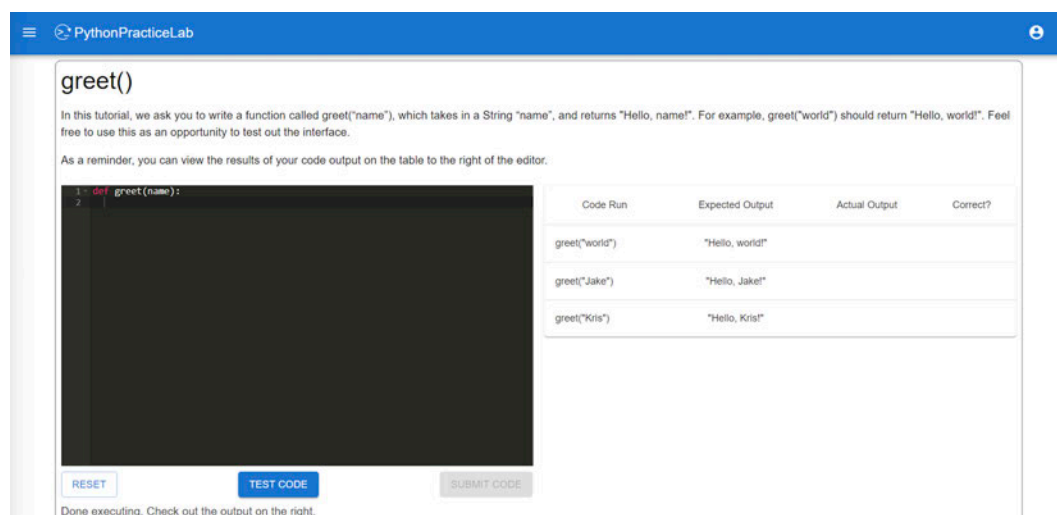 PythonPracticeLab
greet()
In this tutorial, we ask you to write a function called greet("name"), which takes in a String "name", and returns "Hello, name!". For example, greet("world") should return "Hello, world!". Feel
free to use this as an opportunity to test out the interface.
As a reminder, you can view the results of your code output on the table to the right of the editor.
1 def greet(name):
2
Code Run Expected Output Actual Output Correct?
greet("world") "Hello, world!"
greet("Jake") "Hello, Jake!"
greet("Kris") "Hello, Kris!"
RESET TEST CODE SUBMIT CODE
Done executing. Check out the output on the right.